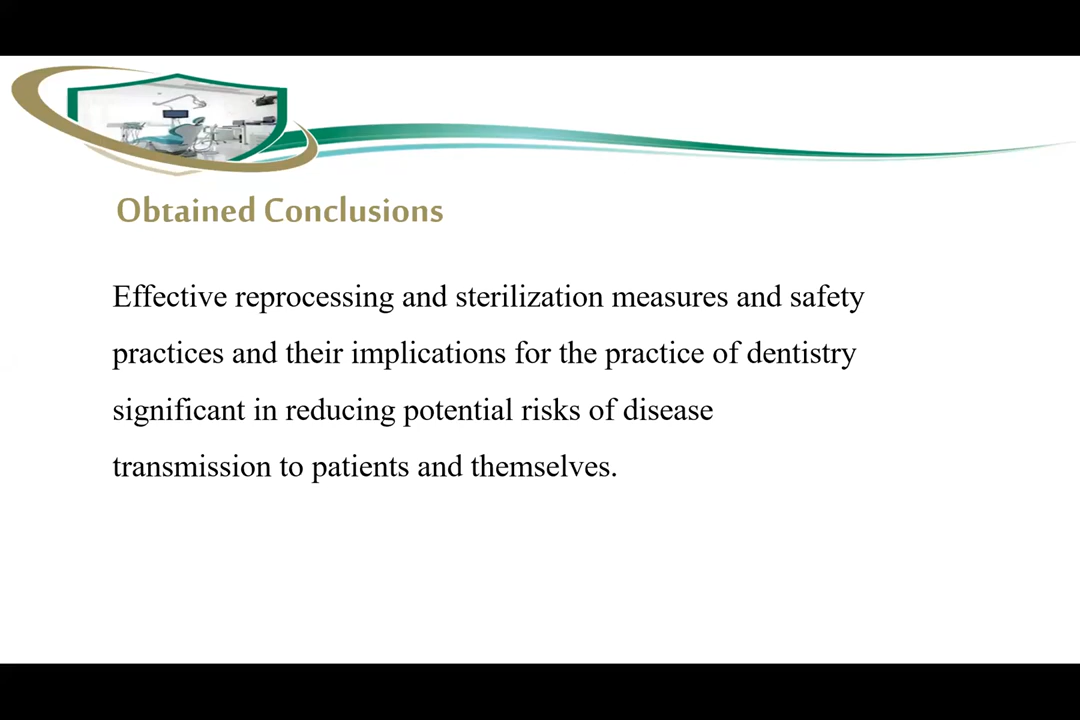 Obtained Conclusions
Effective reprocessing and sterilization measures and safety
practices and their implications for the practice of dentistry
significant in reducing potential risks of disease
transmission to patients and themselves.